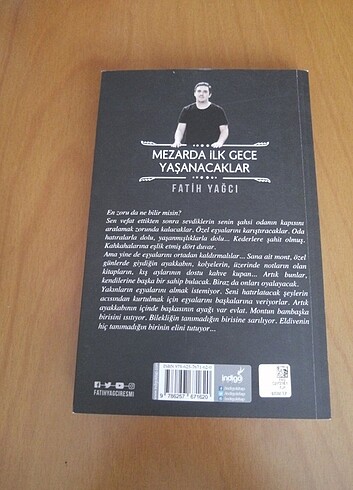 MEZARDA İLK GECE
YAŞANACAKLAR
FATİH YAĞCI
En zoru da ne bilir misin?
Sen vefat ettikten sonra sevdiklerin senin şahsi odanın kapısını
aralamak zorunda kalacaklar. Özel eşyalarını karıştıracaklar. Oda
hatıralarla dolu, yaşanmışlıklarla dolu... Kederlere şahit olmuş.
Kahkahalarına eşlik etmiş dört duvar.
Ama yine de eşyalarını ortadan kaldırmalılar... Sana ait mont, özel
günlerde giydiğin ayakkabın, kolyelerin, üzerinde notların olan
kitapların, kış aylarının dostu kahve kupan... Artık bunlar,
kendilerine başka bir sahip bulacak. Biraz da onları oyalayacak.
Yakınların eşyalarını almak istemiyor. Seni hatırlatacak şeylerin
acısından kurtulmak için eşyalarını başkalarına veriyorlar. Artık
ayakkabının içinde başkasının ayağı var evlat. Montun bambaşka
birisini ısıtıyor. Bilekliğin tanınmadığın birisine sarılıyor. Eldivenin
hiç tanımadığın birinin elini tutuyor...
FATIHYAGCIRESMI
9 786257 671620
indigo